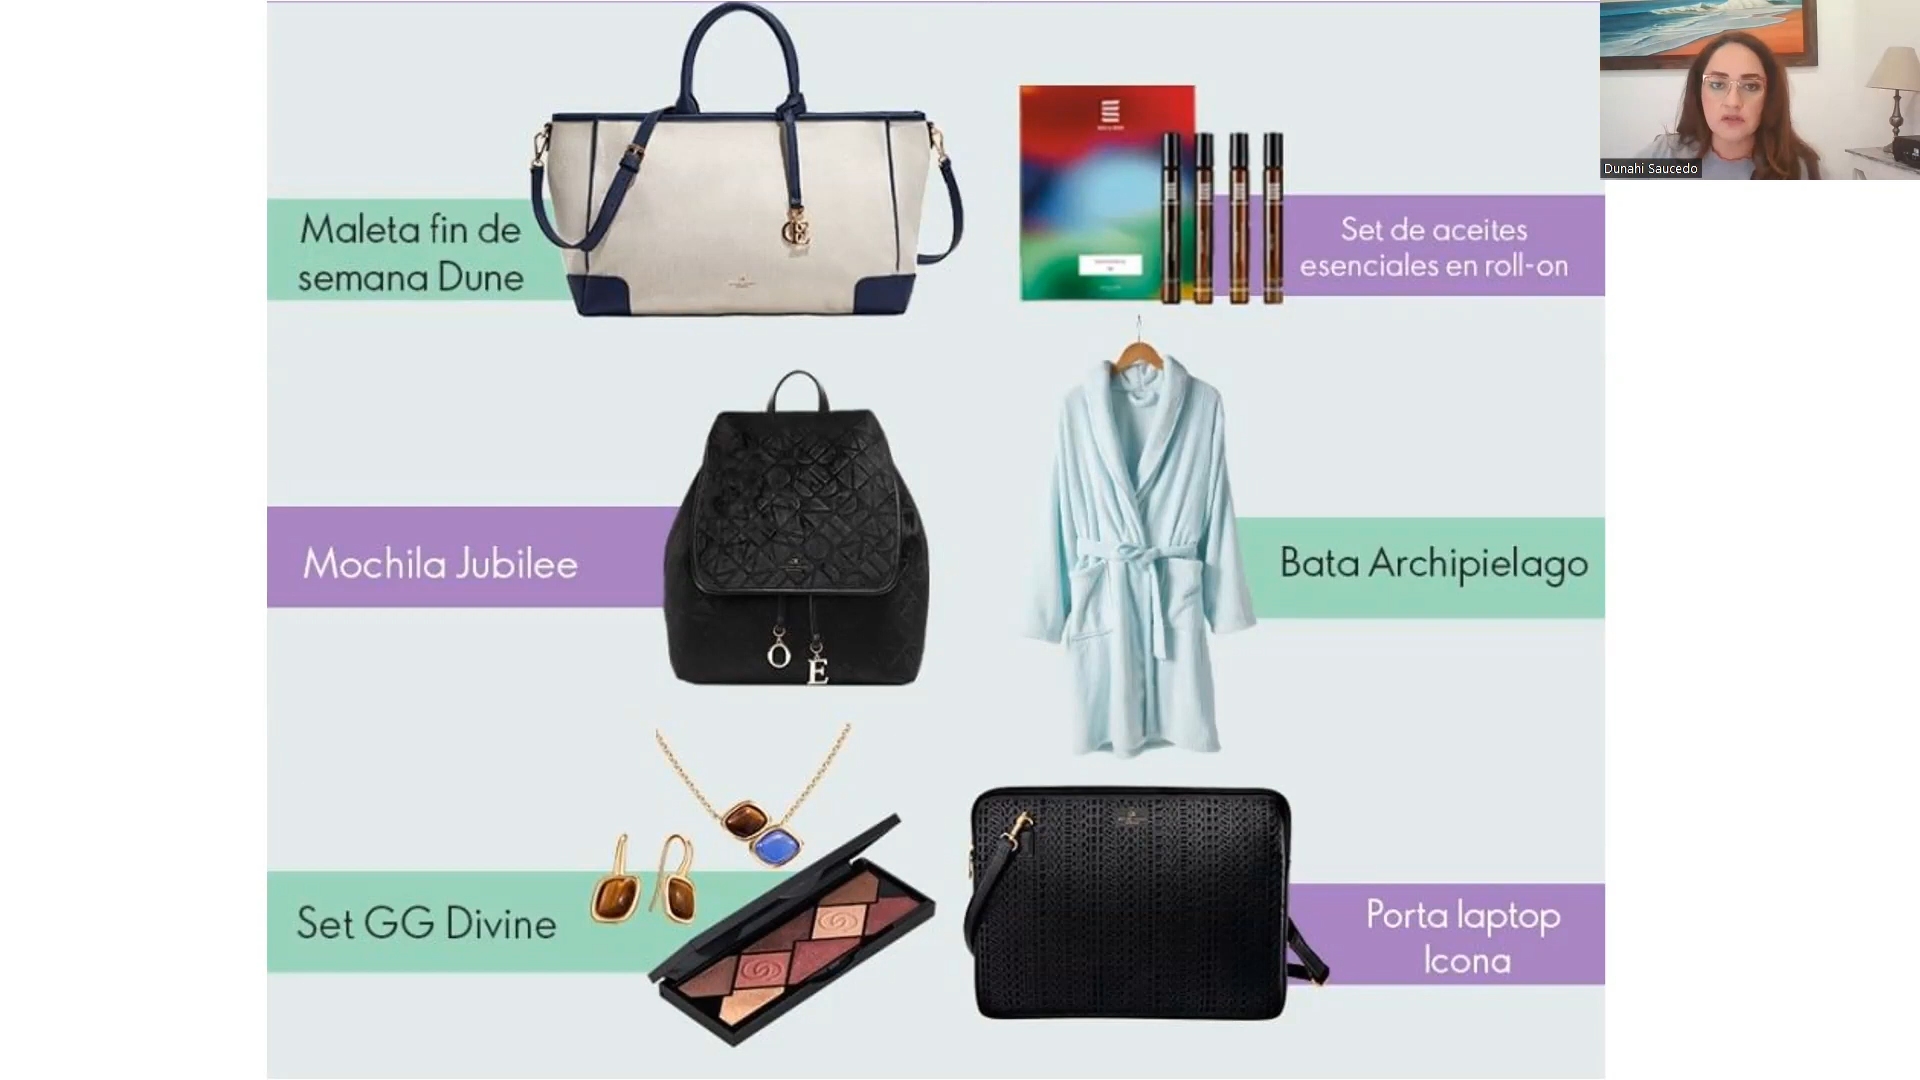 Maleta fin de
semana Dune
Set de aceites
esenciales en roll-on
Dunahi Saucedo
Mochila Jubilee
O
E
Bata Archipielago
Set GG Divine
Porta laptop
Icona